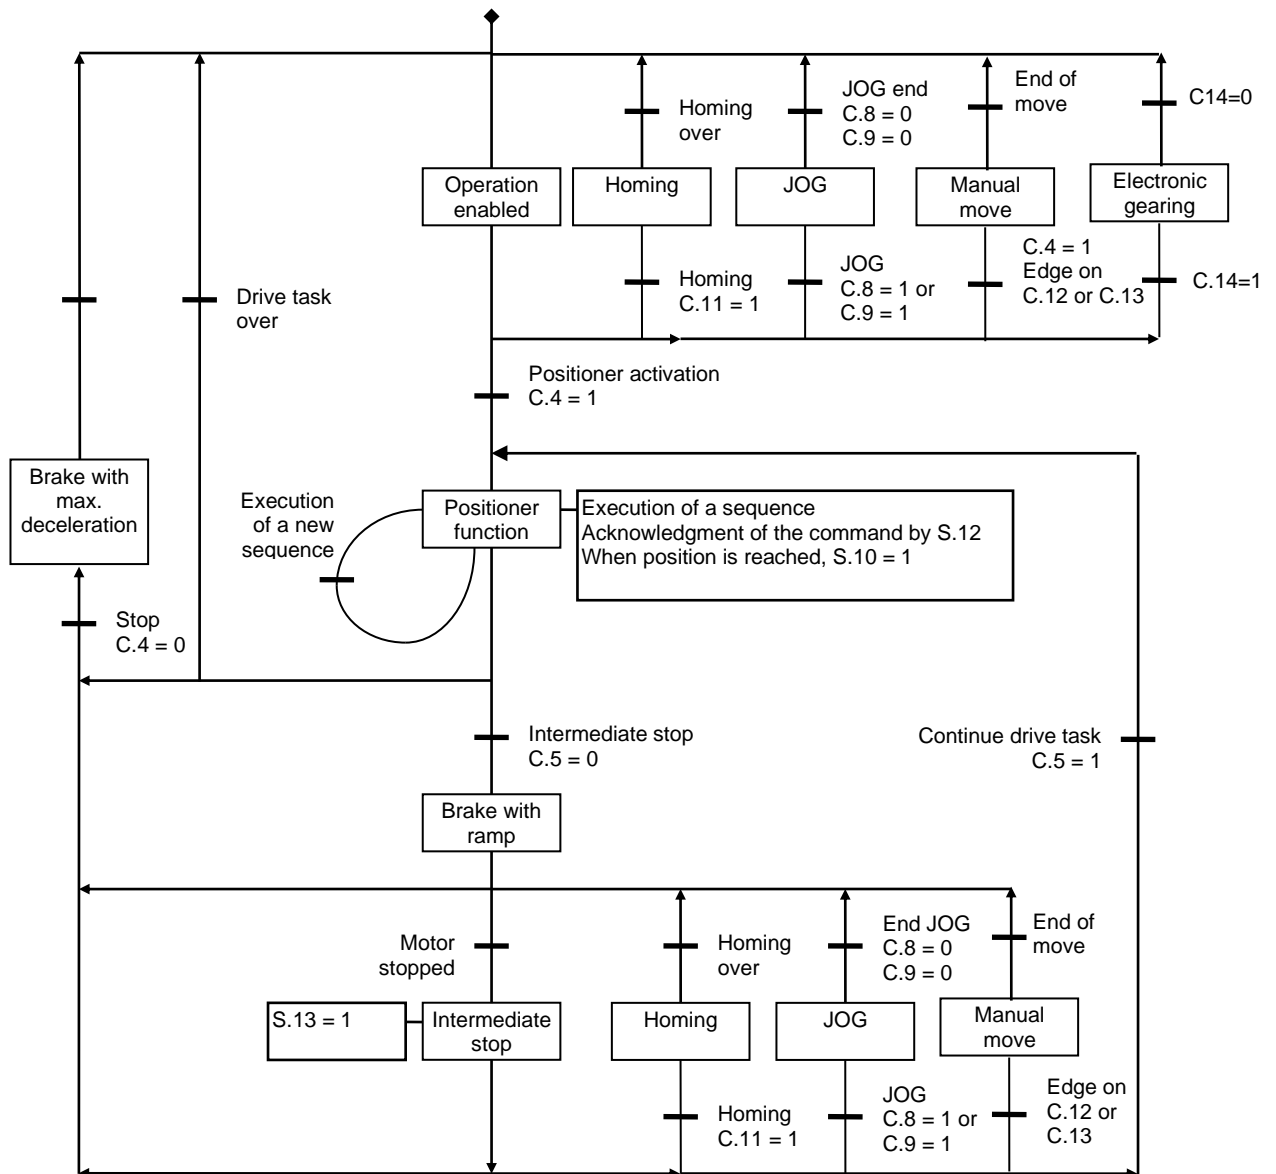 Homing
over
JOG end
C.8 = 0
C.9 = 0
End of
move
C14=0
Operation
enabled
Homing
JOG
Manual
move
Electronic
gearing
Drive task
over
Homing
C.11 = 1
JOG
C.8 = 1 or
C.9 = 1
C.4 = 1
Edge on
C.12 or C.13
C.14=1
Positioner activation
C.4 = 1
Brake with
max.
deceleration
Execution
of a new
sequence
Positioner
function
Execution of a sequence
Acknowledgment of the command by S.12
When position is reached, S.10 = 1
Stop
C.4 = 0
Intermediate stop
C.5 = 0
Continue drive task
C.5 = 1
Brake with
ramp
Motor
stopped
Homing
over
End JOG
C.8 = 0
C.9 = 0
End of
move
S.13 = 1
Intermediate
stop
Homing
JOG
Manual
move
Homing
C.11 = 1
JOG
C.8 = 1 or
C.9 = 1
Edge on
C.12 or
C.13